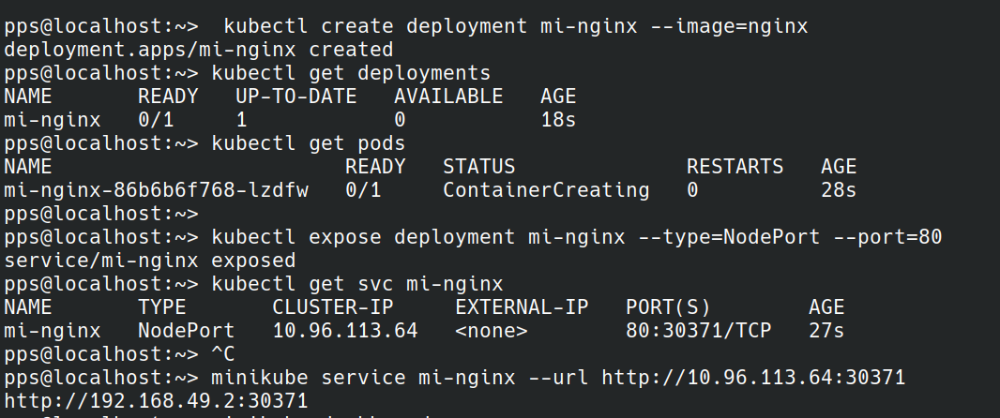 pps@localhost:~>  kubectl create deployment mi-nginx --image=nginx
deployment.apps/mi-nginx created
pps@localhost:~> kubectl get deployments
NAME       READY   UP-TO-DATE   AVAILABLE   AGE
mi-nginx   0/1     1            0           18s
pps@localhost:~> kubectl get pods
NAME                        READY   STATUS              RESTARTS   AGE
mi-nginx-86b6b6f768-lzdfw   0/1     ContainerCreating   0          28s
pps@localhost:~>
pps@localhost:~> kubectl expose deployment mi-nginx --type=NodePort --port=80
service/mi-nginx exposed
pps@localhost:~> kubectl get svc mi-nginx
NAME       TYPE       CLUSTER-IP     EXTERNAL-IP   PORT(S)        AGE
mi-nginx   NodePort   10.96.113.64   <none>        80:30371/TCP   27s
pps@localhost:~> ^C
pps@localhost:~> minikube service mi-nginx --url http://10.96.113.64:30371
http://192.168.49.2:30371